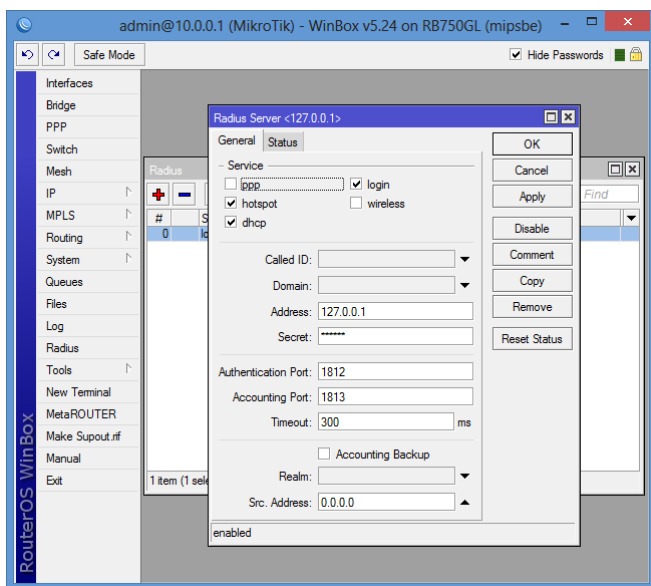 admin@10.0.0.1 (MikroTik) - WinBox v5.24 on RB750GL (mipsbe)
Safe Mode
Hide Passwords
Interfaces
Bridge
PPP
Switch
Mesh
IP
MPLS
Routing
System
Queues
Files
Log
Radius
Tools
New Terminal
MetaROUTER
Make Supout.rif
Manual
Exit
RouterOS WinBox
Radius
Find
#
0
1 item (1
Radius Server <127.0.0.1>
General Status
Service
ppp login
hotspot wireless
dhcp
Called ID:
Domain:
Address: 127.0.0.1
Secret: ******
Authentication Port: 1812
Accounting Port: 1813
Timeout: 300 ms
Accounting Backup
Realm:
Src. Address: 0.0.0.0
enabled
OK
Cancel
Apply
Disable
Comment
Copy
Remove
Reset Status